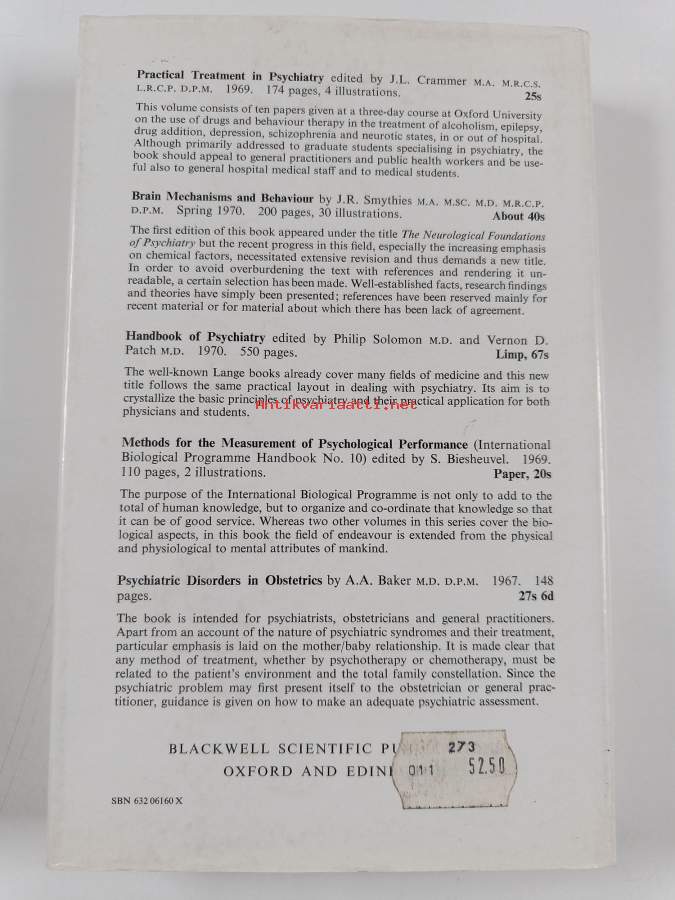 Practical Treatment in Psychiatry edited by J.L. Crammer M.A. M.R.C.S.
L.R.C.P. D.P.M. 1969. 174 pages, 4 illustrations. 25s
This volume consists of ten papers given at a three-day course at Oxford University
on the use of drugs and behaviour therapy in the treatment of alcoholism, epilepsy,
drug addition, depression, schizophrenia and neurotic states, in or out of hospital.
Although primarily addressed to graduate students specialising in psychiatry, the
book should appeal to general practitioners and public health workers and be use-
ful also to general hospital medical staff and to medical students.
Brain Mechanisms and Behaviour by J.R. Smythies M.A. M.SC. M.D. M.R.C.P.
D.P.M. Spring 1970. 200 pages, 30 illustrations. About 40s
The first edition of this book appeared under the title The Neurological Foundations
of Psychiatry but the recent progress in this field, especially the increasing emphasis
on chemical factors, necessitated extensive revision and thus demands a new title.
In order to avoid overburdening the text with references and rendering it un-
readable, a certain selection has been made. Well-established facts, research findings
and theories have simply been presented; references have been reserved mainly for
recent material or for material about which there has been lack of agreement.
Handbook of Psychiatry edited by Philip Solomon M.D. and Vernon D.
Patch M.D. 1970. 550 pages. Limp, 67s
The well-known Lange books already cover many fields of medicine and this new
title follows the same practical layout in dealing with psychiatry. Its aim is to
crystallize the basic principles of psychiatry and their practical application for both
Antikvariaatti.net
physicians and students.
Methods for the Measurement of Psychological Performance (International
Biological Programme Handbook No. 10) edited by S. Biesheuvel. 1969.
110 pages, 2 illustrations. Paper, 20s
The purpose of the International Biological Programme is not only to add to the
total of human knowledge, but to organize and co-ordinate that knowledge so that
it can be of good service. Whereas two other volumes in this series cover the bio-
logical aspects, in this book the field of endeavour is extended from the physical
and physiological to mental attributes of mankind.
Psychiatric Disorders in Obstetrics by A.A. Baker M.D. D.P.M. 1967. 148
pages. 27s 6d
The book is intended for psychiatrists, obstetricians and general practitioners.
Apart from an account of the nature of psychiatric syndromes and their treatment,
particular emphasis is laid on the mother/baby relationship. It is made clear that
any method of treatment, whether by psychotherapy or chemotherapy, must be
related to the patient's environment and the total family constellation. Since the
psychiatric problem may first present itself to the obstetrician or general prac-
titioner, guidance is given on how to make an adequate psychiatric assessment.
BLACKWELL SCIENTIFIC PU
273
OXFORD AND EDIN
011 52.50
SBN 632 06160 X